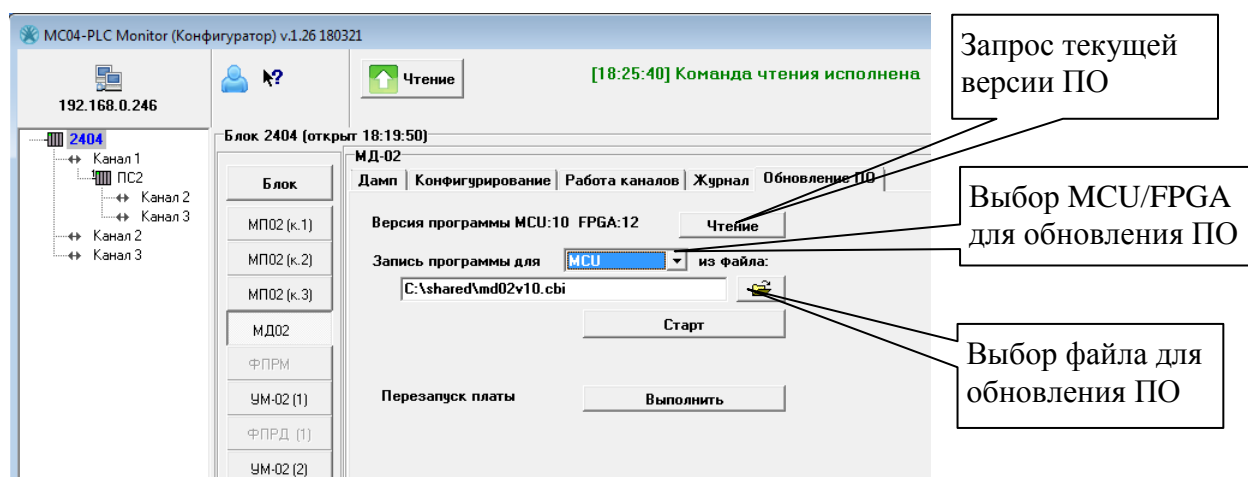 MC04-PLC Monitor (Конфигуратор) v.1.26 180321
192.168.0.246
Чтение
[18:25:40] Команда чтения исполнена
2404
Канал 1
1
ПС2
Канал 2
Канал 3
Канал 2
Канал 3
Блок 2404 (открыт 18:19:50)
Блок
МП02 (к.1)
МП02 (к.2)
МП02 (к.3)
МД02
ФПРМ
УМ-02 (1)
ФПРД (1)
УМ-02 (2)
МД-02
Дамп
Конфигурирование
Работа каналов
Журнал
Обновление ПО
Версия программы MCU:10 FPGA:12
Чтение
Запись программы для
MCU
из файла:
C:\shared\md02v10.cbi
Старт
Перезапуск платы
Выполнить
Запрос текущей
версии ПО
Выбор MCU/FPGA
для обновления ПО
Выбор файла для
обновления ПО